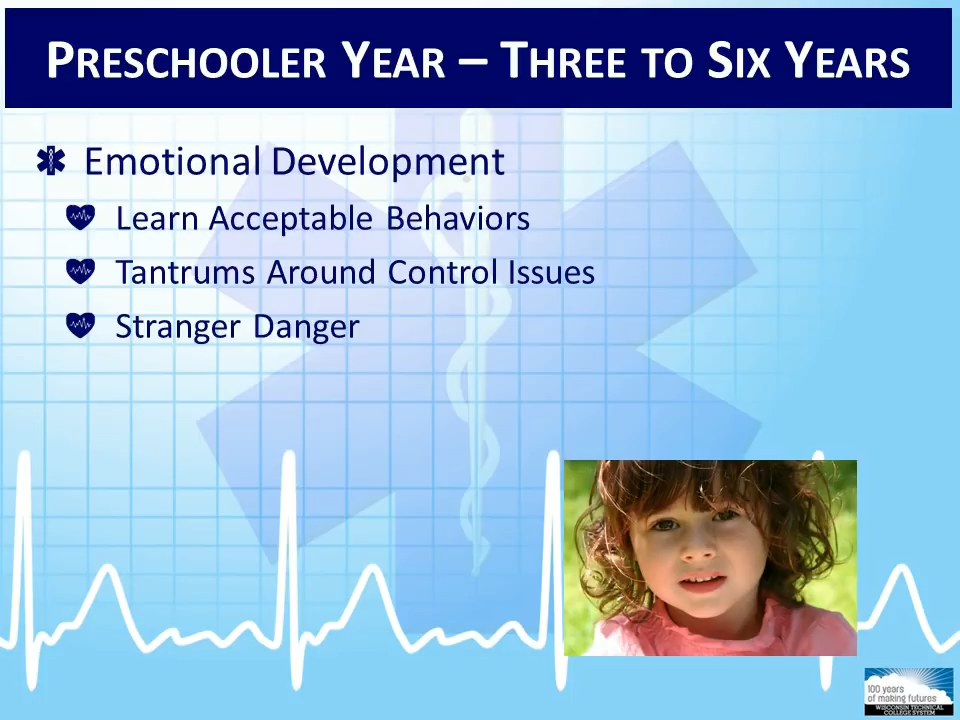 PRESCHOOLER YEAR – THREE TO SIX YEARS
Emotional Development
Learn Acceptable Behaviors
Tantrums Around Control Issues
Stranger Danger
100 years
of making futures
WISCONSIN TECHNICAL
COLLEGE SYSTEM